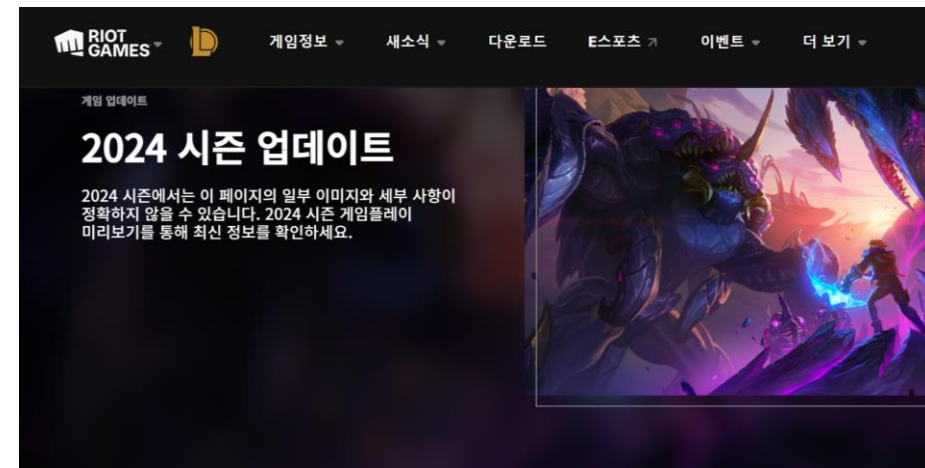 RIOT
GAMES
게임정보 새소식 다운로드 E스포츠 이벤트 더 보기
게임 업데이트
2024 시즌 업데이트
2024 시즌에서는 이 페이지의 일부 이미지와 세부 사항이
정확하지 않을 수 있습니다. 2024 시즌 게임플레이
미리보기를 통해 최신 정보를 확인하세요.